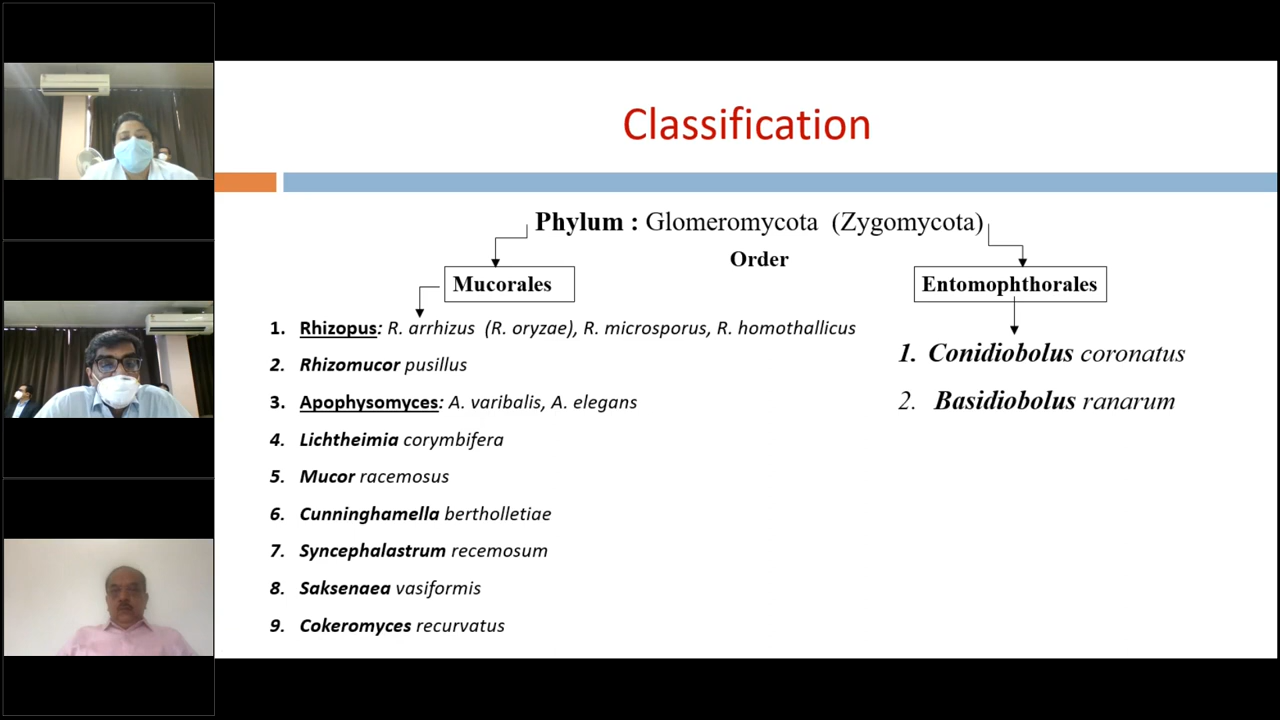 Classification
Phylum : Glomeromycota (Zygomycota)
Order
Mucorales
Entomophthorales
1. Rhizopus: R. arrhizus (R. oryzae), R. microsporus, R. homothallicus
2. Rhizomucor pusillus
3. Apophysomyces: A. varibalis, A. elegans
4. Lichtheimia corymbifera
5. Mucor racemosus
6. Cunninghamella bertholletiae
7. Syncephalastrum recemosum
8. Saksenaea vasiformis
9. Cokeromyces recurvatus
1. Conidiobolus coronatus
2. Basidiobolus ranarum